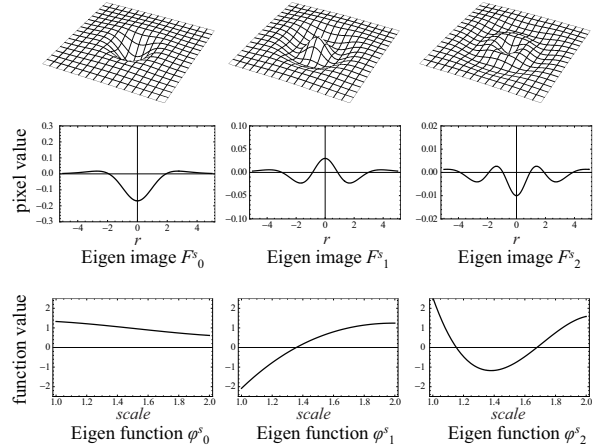 pixel value
0.3
0.2
0.1
0.0
−0.1
−0.2
−0.3
−4 −2 0 2 4
r
Eigen image F^s_0
0.10
0.05
0.00
−0.05
−0.10
−4 −2 0 2 4
r
Eigen image F^s_1
0.02
0.01
0.00
−0.01
−0.02
−4 −2 0 2 4
r
Eigen image F^s_2
function value
2
1
0
−1
−2
1.0 1.2 1.4 1.6 1.8 2.0
scale
Eigen function φ^s_0
2
1
0
−1
−2
1.0 1.2 1.4 1.6 1.8 2.0
scale
Eigen function φ^s_1
2
1
0
−1
−2
1.0 1.2 1.4 1.6 1.8 2.0
scale
Eigen function φ^s_2